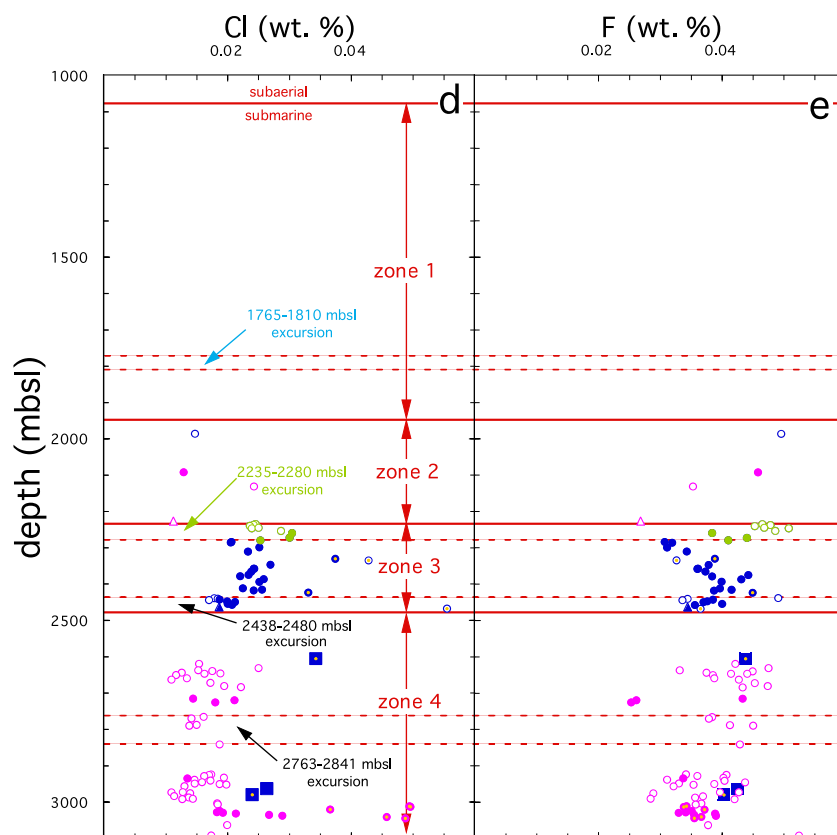 Cl (wt. %)
F (wt. %)
0.02
0.04
0.02
0.04
1000
subaerial
d
e
submarine
zone 1
1500
1765-1810 mbsl
excursion
depth (mbsl)
2000
zone 2
2235-2280 mbsl
excursion
zone 3
2500
2438-2480 mbsl
excursion
zone 4
2763-2841 mbsl
excursion
3000